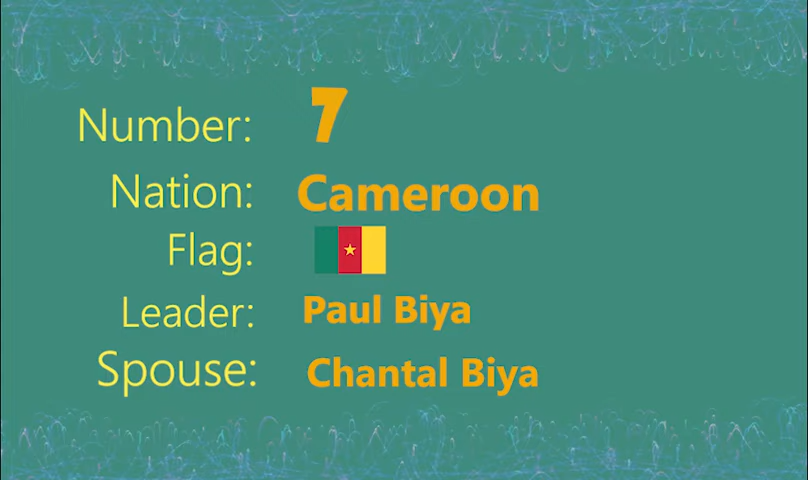 Number: 7
Nation: Cameroon
Flag:
Leader: Paul Biya
Spouse: Chantal Biya